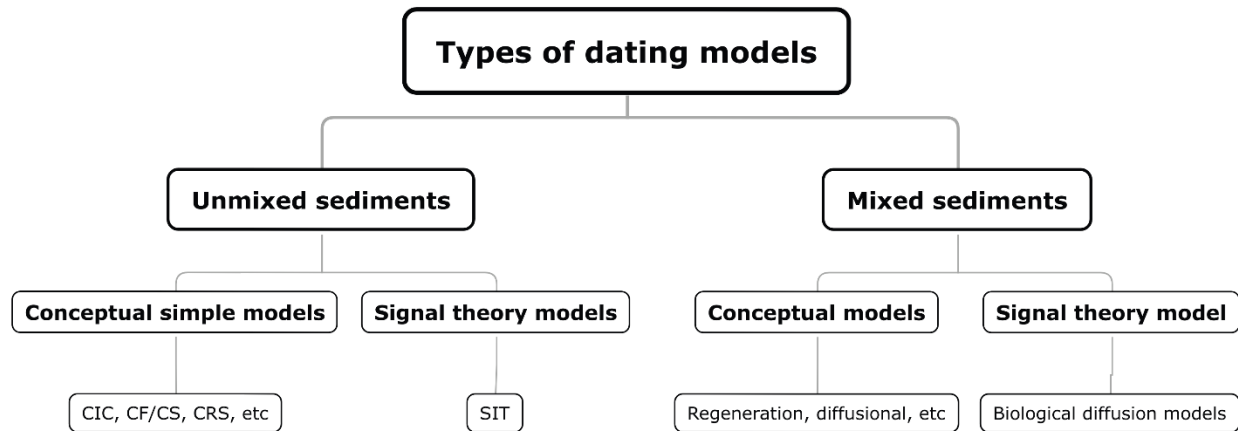 Types of dating models
Unmixed sediments
Mixed sediments
Conceptual simple models
Signal theory models
Conceptual models
Signal theory model
CIC, CF/CS, CRS, etc
SIT
Regeneration, diffusional, etc
Biological diffusion models